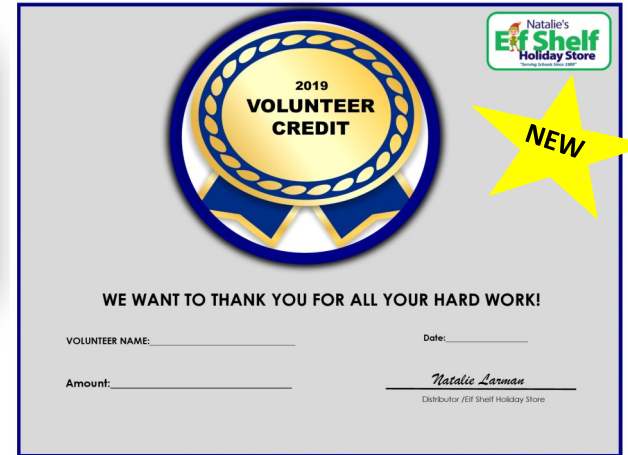 Natalie's
Elf Shelf
Holiday Store
"Serving Schools Since 1989"
2019
VOLUNTEER
CREDIT
NEW
WE WANT TO THANK YOU FOR ALL YOUR HARD WORK!
VOLUNTEER NAME:
Date:
Amount:
Natalie Larman
Distributor /Elf Shelf Holiday Store